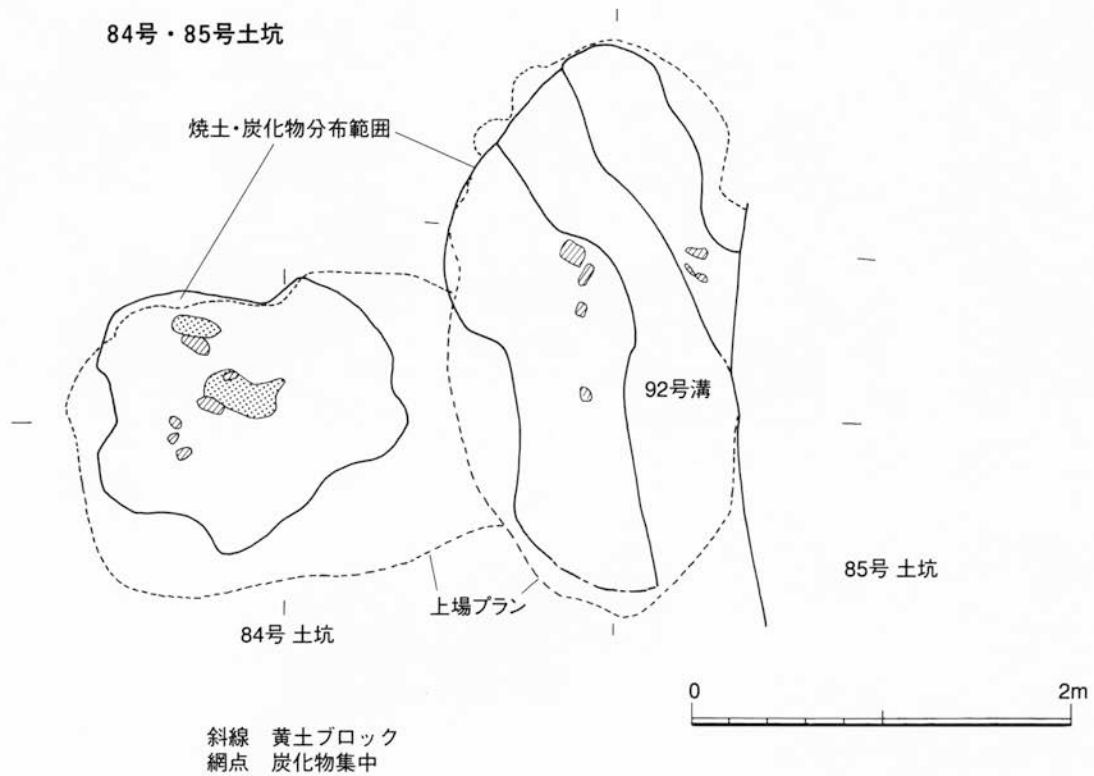 84号・85号土坑
焼土・炭化物分布範囲
92号溝
85号 土坑
上場プラン
84号 土坑
0 2m
斜線 黄土ブロック
網点 炭化物集中